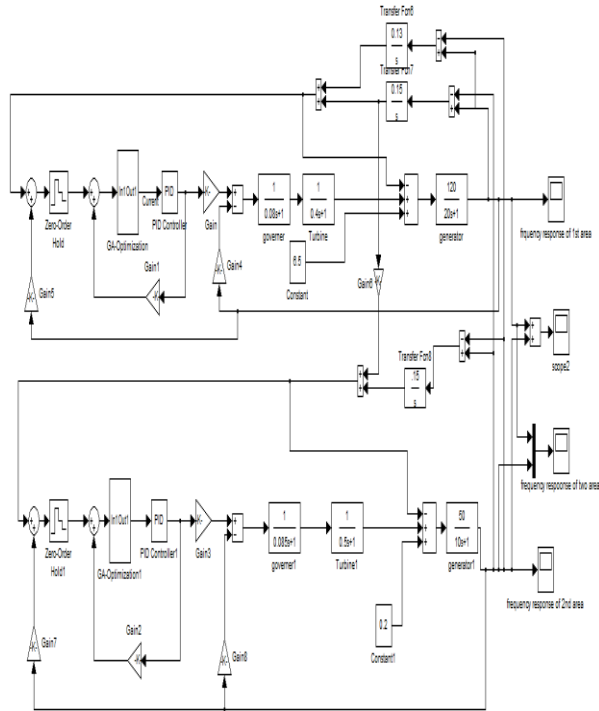 Transfer Fcn6
0.13
s
Transfer Fcn7
0.15
s
Zero-Order
Hold
In1Out1
GA-Optimization
Current
PID
PID Controller
-K-
Gain
-K-
Gain1
-K-
Gain4
-K-
Gain5
1
0.08s+1
governer
1
0.4s+1
Turbine
6.5
Constant
120
20s+1
generator
frquency response of 1st area
-K-
Gain6
Transfer Fcn8
.15
s
scope2
frequency respoonse of two area
Zero-Order
Hold1
In1Out1
GA-Optimization1
PID
PID Controller1
-K-
Gain3
-K-
Gain2
-K-
Gain7
-K-
Gain8
1
0.085s+1
governer1
1
0.5s+1
Turbine1
0.2
Constant1
50
10s+1
generator1
frequency response of 2nd area